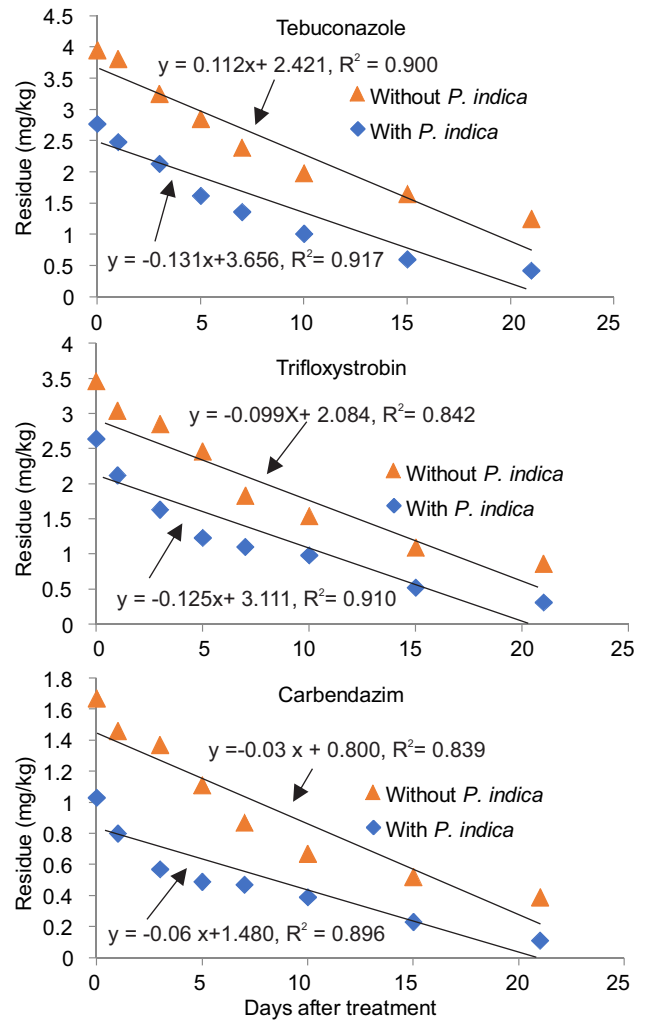 Tebuconazole
y = 0.112x+ 2.421, R² = 0.900
Without P. indica
With P. indica
y = -0.131x+3.656, R²= 0.917
Residue (mg/kg)
4.5
4
3.5
3
2.5
2
1.5
1
0.5
0
0 5 10 15 20 25
Trifloxystrobin
y = -0.099X+ 2.084, R²= 0.842
Without P. indica
With P. indica
y = -0.125x+ 3.111, R²= 0.910
Residue (mg/kg)
4
3.5
3
2.5
2
1.5
1
0.5
0
0 5 10 15 20 25
Carbendazim
y =-0.03 x + 0.800, R²= 0.839
Without P. indica
With P. indica
y = -0.06 x+1.480, R² = 0.896
Residue (mg/kg)
1.8
1.6
1.4
1.2
1
0.8
0.6
0.4
0.2
0
0 5 10 15 20 25
Days after treatment